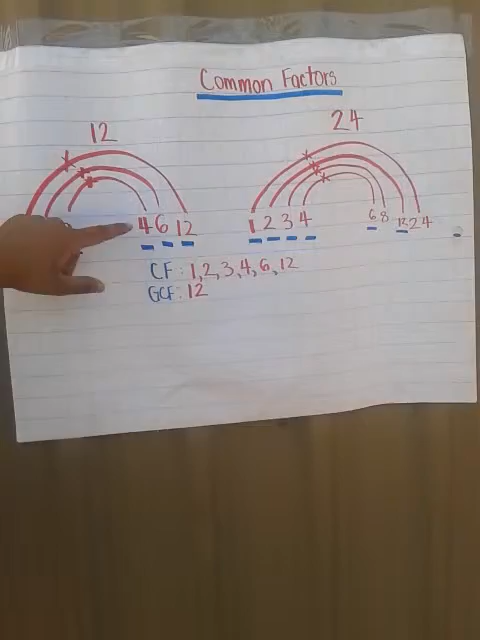 Common Factors
12
24
4 6 12
1 2 3 4 6 8 12 24
CF: 1, 2, 3, 4, 6, 12
GCF: 12